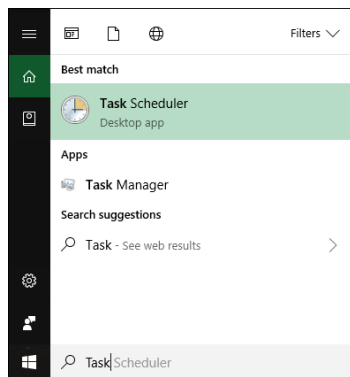 Filters
Best match
Task Scheduler
Desktop app
Apps
Task Manager
Search suggestions
Task - See web results
Task Scheduler